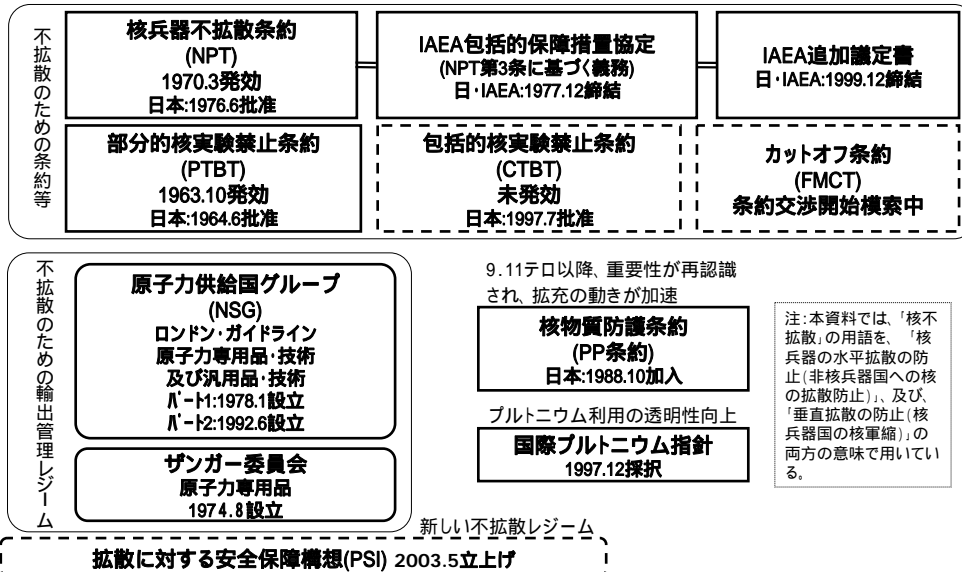 不拡散のための条約等
核兵器不拡散条約
(NPT)
1970.3発効
日本:1976.6批准
IAEA包括的保障措置協定
(NPT第3条に基づく義務)
日・IAEA:1977.12締結
IAEA追加議定書
日・IAEA:1999.12締結
部分的核実験禁止条約
(PTBT)
1963.10発効
日本:1964.6批准
包括的核実験禁止条約
(CTBT)
未発効
日本:1997.7批准
カットオフ条約
(FMCT)
条約交渉開始模索中
不拡散のための輸出管理レジーム
原子力供給国グループ
(NSG)
ロンドン・ガイドライン
原子力専用品・技術
及び汎用品・技術
パート1:1978.1設立
パート2:1992.6設立
ザンガー委員会
原子力専用品
1974.8設立
9.11テロ以降、重要性が再認識
され、拡充の動きが加速
核物質防護条約
(PP条約)
日本:1988.10加入
プルトニウム利用の透明性向上
国際プルトニウム指針
1997.12採択
注:本資料では、「核不
拡散」の用語を、「核
兵器の水平拡散の防
止(非核兵器国への核
の拡散防止)」、及び、
「垂直拡散の防止(核
兵器国の核軍縮)」の
両方の意味で用いてい
る。
新しい不拡散レジーム
拡散に対する安全保障構想(PSI) 2003.5立上げ